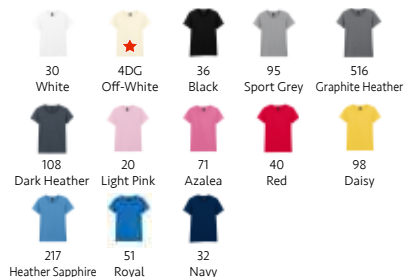 30 4DG 36 95 516
White Off-White Black Sport Grey Graphite Heather
108 20 71 40 98
Dark Heather Light Pink Azalea Red Daisy
217 51 32
Heather Sapphire Royal Navy